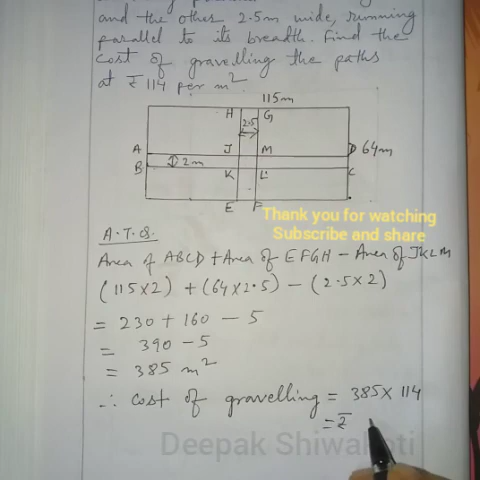 and the other 2.5m wide, running
parallel to its breadth. Find the
cost of gravelling the paths
at ₹114 per m²
115m
H G
2.5
A J M D 64m
2m
B K L C
E F
Thank you for watching
Subscribe and share
A.T.Q.
Area of ABCD + Area of EFGH - Area of JKLM
(115×2) + (64×2.5) - (2.5×2)
= 230 + 160 - 5
= 390 - 5
= 385 m²
∴ cost of gravelling = 385 × 114
= ₹
Deepak Shiwakoti